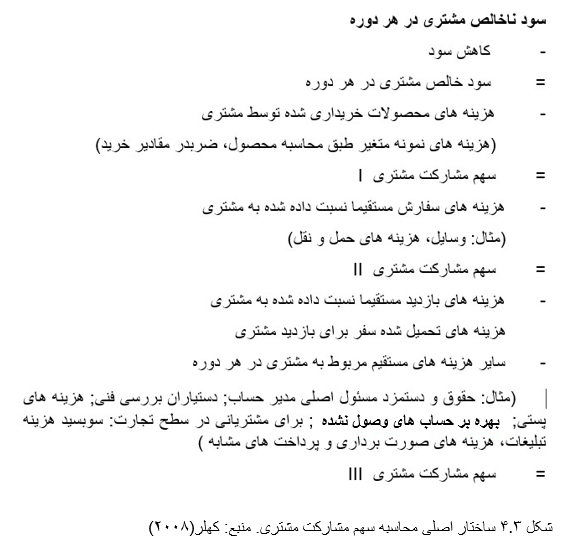 سود ناخالص مشتری در هر دوره
- کاهش سود
= سود خالص مشتری در هر دوره
- هزینه های محصولات خریداری شده توسط مشتری
(هزینه های نمونه متغیر طبق محاسبه محصول، ضربدر مقادیر خرید)
= سهم مشارکت مشتری I
- هزینه های سفارش مستقیما نسبت داده شده به مشتری
(مثال: وسایل، هزینه های حمل و نقل)
= سهم مشارکت مشتری II
- هزینه های بازدید مستقیما نسبت داده شده به مشتری
هزینه های تحمیل شده سفر برای بازدید مشتری
- سایر هزینه های مستقیم مربوط به مشتری در هر دوره
(مثال: حقوق و دستمزد مسئول اصلی مدیر حساب; دستیاران بررسی فنی; هزینه های
پستی; بهره بر حساب های وصول نشده ; برای مشتریانی در سطح تجارت: سوبسید هزینه
تبلیغات، هزینه های صورت برداری و پرداخت های مشابه )
= سهم مشارکت مشتری III
شکل ۴.۳ ساختار اصلی محاسبه سهم مشارکت مشتری. منبع: کهلر(۲۰۰۸)